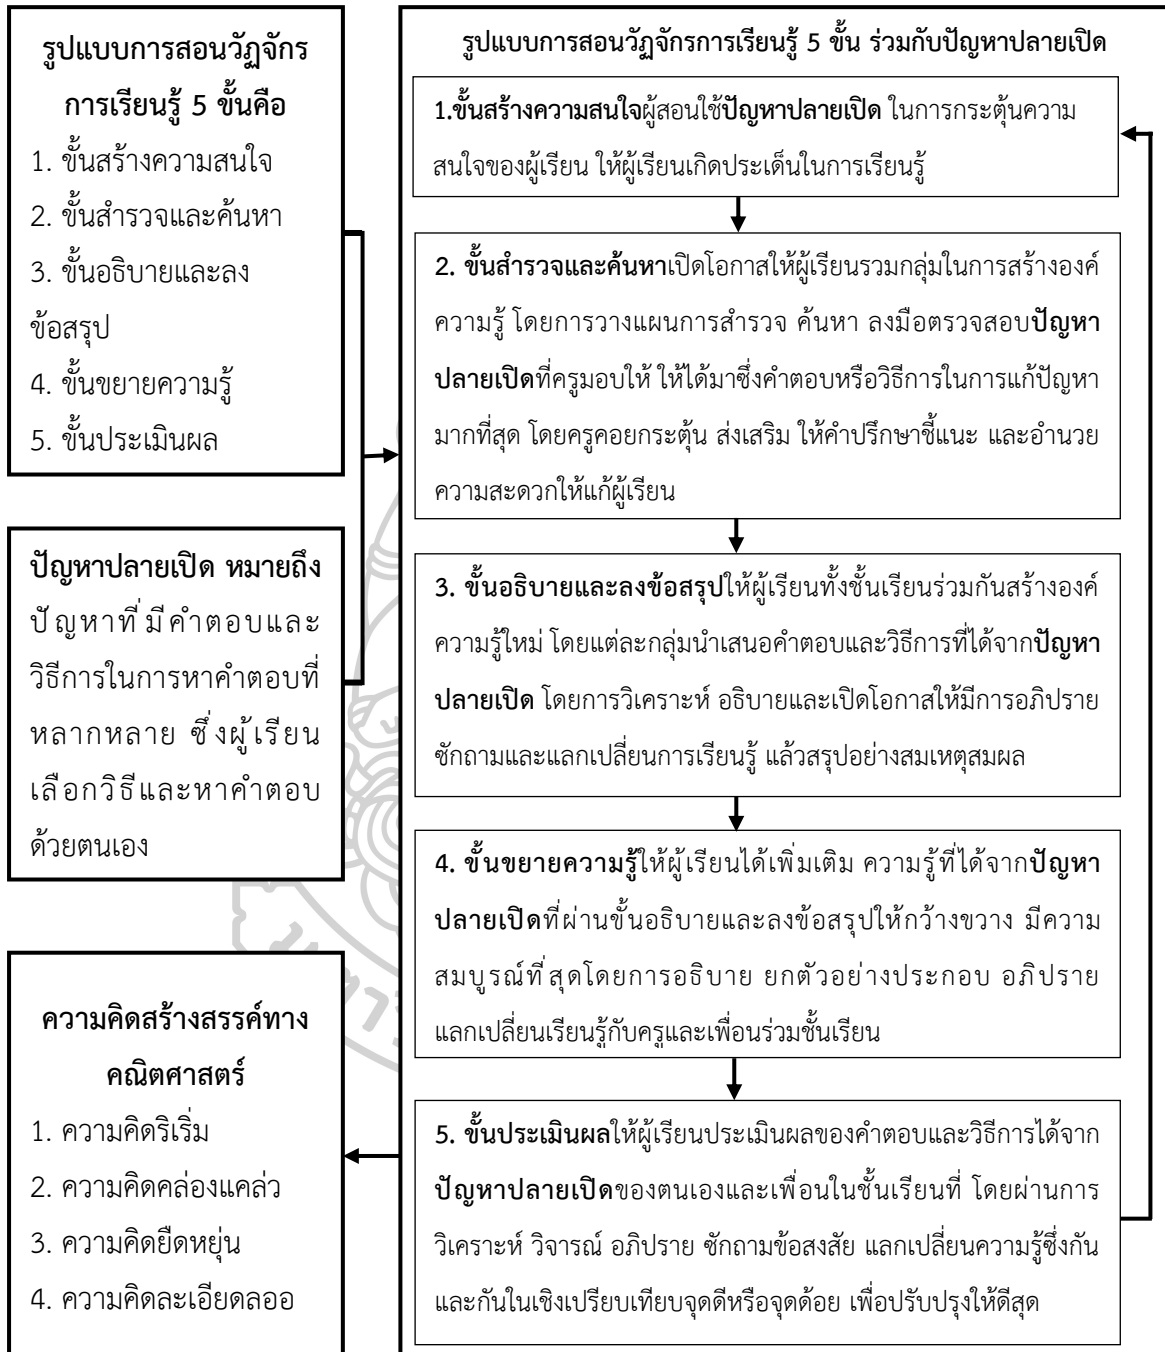 รูปแบบการสอนวัฏจักร
การเรียนรู้ 5 ขั้นคือ
1. ขั้นสร้างความสนใจ
2. ขั้นสำรวจและค้นหา
3. ขั้นอธิบายและลง
ข้อสรุป
4. ขั้นขยายความรู้
5. ขั้นประเมินผล
ปัญหาปลายเปิด หมายถึง
ปัญหาที่มีคำตอบและ
วิธีการในการหาคำตอบที่
หลากหลาย ซึ่งผู้เรียน
เลือกวิธีและหาคำตอบ
ด้วยตนเอง
ความคิดสร้างสรรค์ทาง
คณิตศาสตร์
1. ความคิดริเริ่ม
2. ความคิดคล่องแคล่ว
3. ความคิดยืดหยุ่น
4. ความคิดละเอียดลออ
รูปแบบการสอนวัฏจักรการเรียนรู้ 5 ขั้น ร่วมกับปัญหาปลายเปิด
1.ขั้นสร้างความสนใจผู้สอนใช้ปัญหาปลายเปิด ในการกระตุ้นความ
สนใจของผู้เรียน ให้ผู้เรียนเกิดประเด็นในการเรียนรู้
2. ขั้นสำรวจและค้นหาเปิดโอกาสให้ผู้เรียนรวมกลุ่มในการสร้างองค์
ความรู้ โดยการวางแผนการสำรวจ ค้นหา ลงมือตรวจสอบปัญหา
ปลายเปิดที่ครูมอบให้ ให้ได้มาซึ่งคำตอบหรือวิธีการในการแก้ปัญหา
มากที่สุด โดยครูคอยกระตุ้น ส่งเสริม ให้คำปรึกษาชี้แนะ และอำนวย
ความสะดวกให้แก้ผู้เรียน
3. ขั้นอธิบายและลงข้อสรุปให้ผู้เรียนทั้งชั้นเรียนร่วมกันสร้างองค์
ความรู้ใหม่ โดยแต่ละกลุ่มนำเสนอคำตอบและวิธีการที่ได้จากปัญหา
ปลายเปิด โดยการวิเคราะห์ อธิบายและเปิดโอกาสให้มีการอภิปราย
ซักถามและแลกเปลี่ยนการเรียนรู้ แล้วสรุปอย่างสมเหตุสมผล
4. ขั้นขยายความรู้ให้ผู้เรียนได้เพิ่มเติม ความรู้ที่ได้จากปัญหา
ปลายเปิดที่ผ่านขั้นอธิบายและลงข้อสรุปให้กว้างขวาง มีความ
สมบูรณ์ที่สุดโดยการอธิบาย ยกตัวอย่างประกอบ อภิปราย
แลกเปลี่ยนเรียนรู้กับครูและเพื่อนร่วมชั้นเรียน
5. ขั้นประเมินผลให้ผู้เรียนประเมินผลของคำตอบและวิธีการได้จาก
ปัญหาปลายเปิดของตนเองและเพื่อนในชั้นเรียนที่ โดยผ่านการ
วิเคราะห์ วิจารณ์ อภิปราย ซักถามข้อสงสัย แลกเปลี่ยนความรู้ซึ่งกัน
และกันในเชิงเปรียบเทียบจุดดีหรือจุดด้อย เพื่อปรับปรุงให้ดีสุด